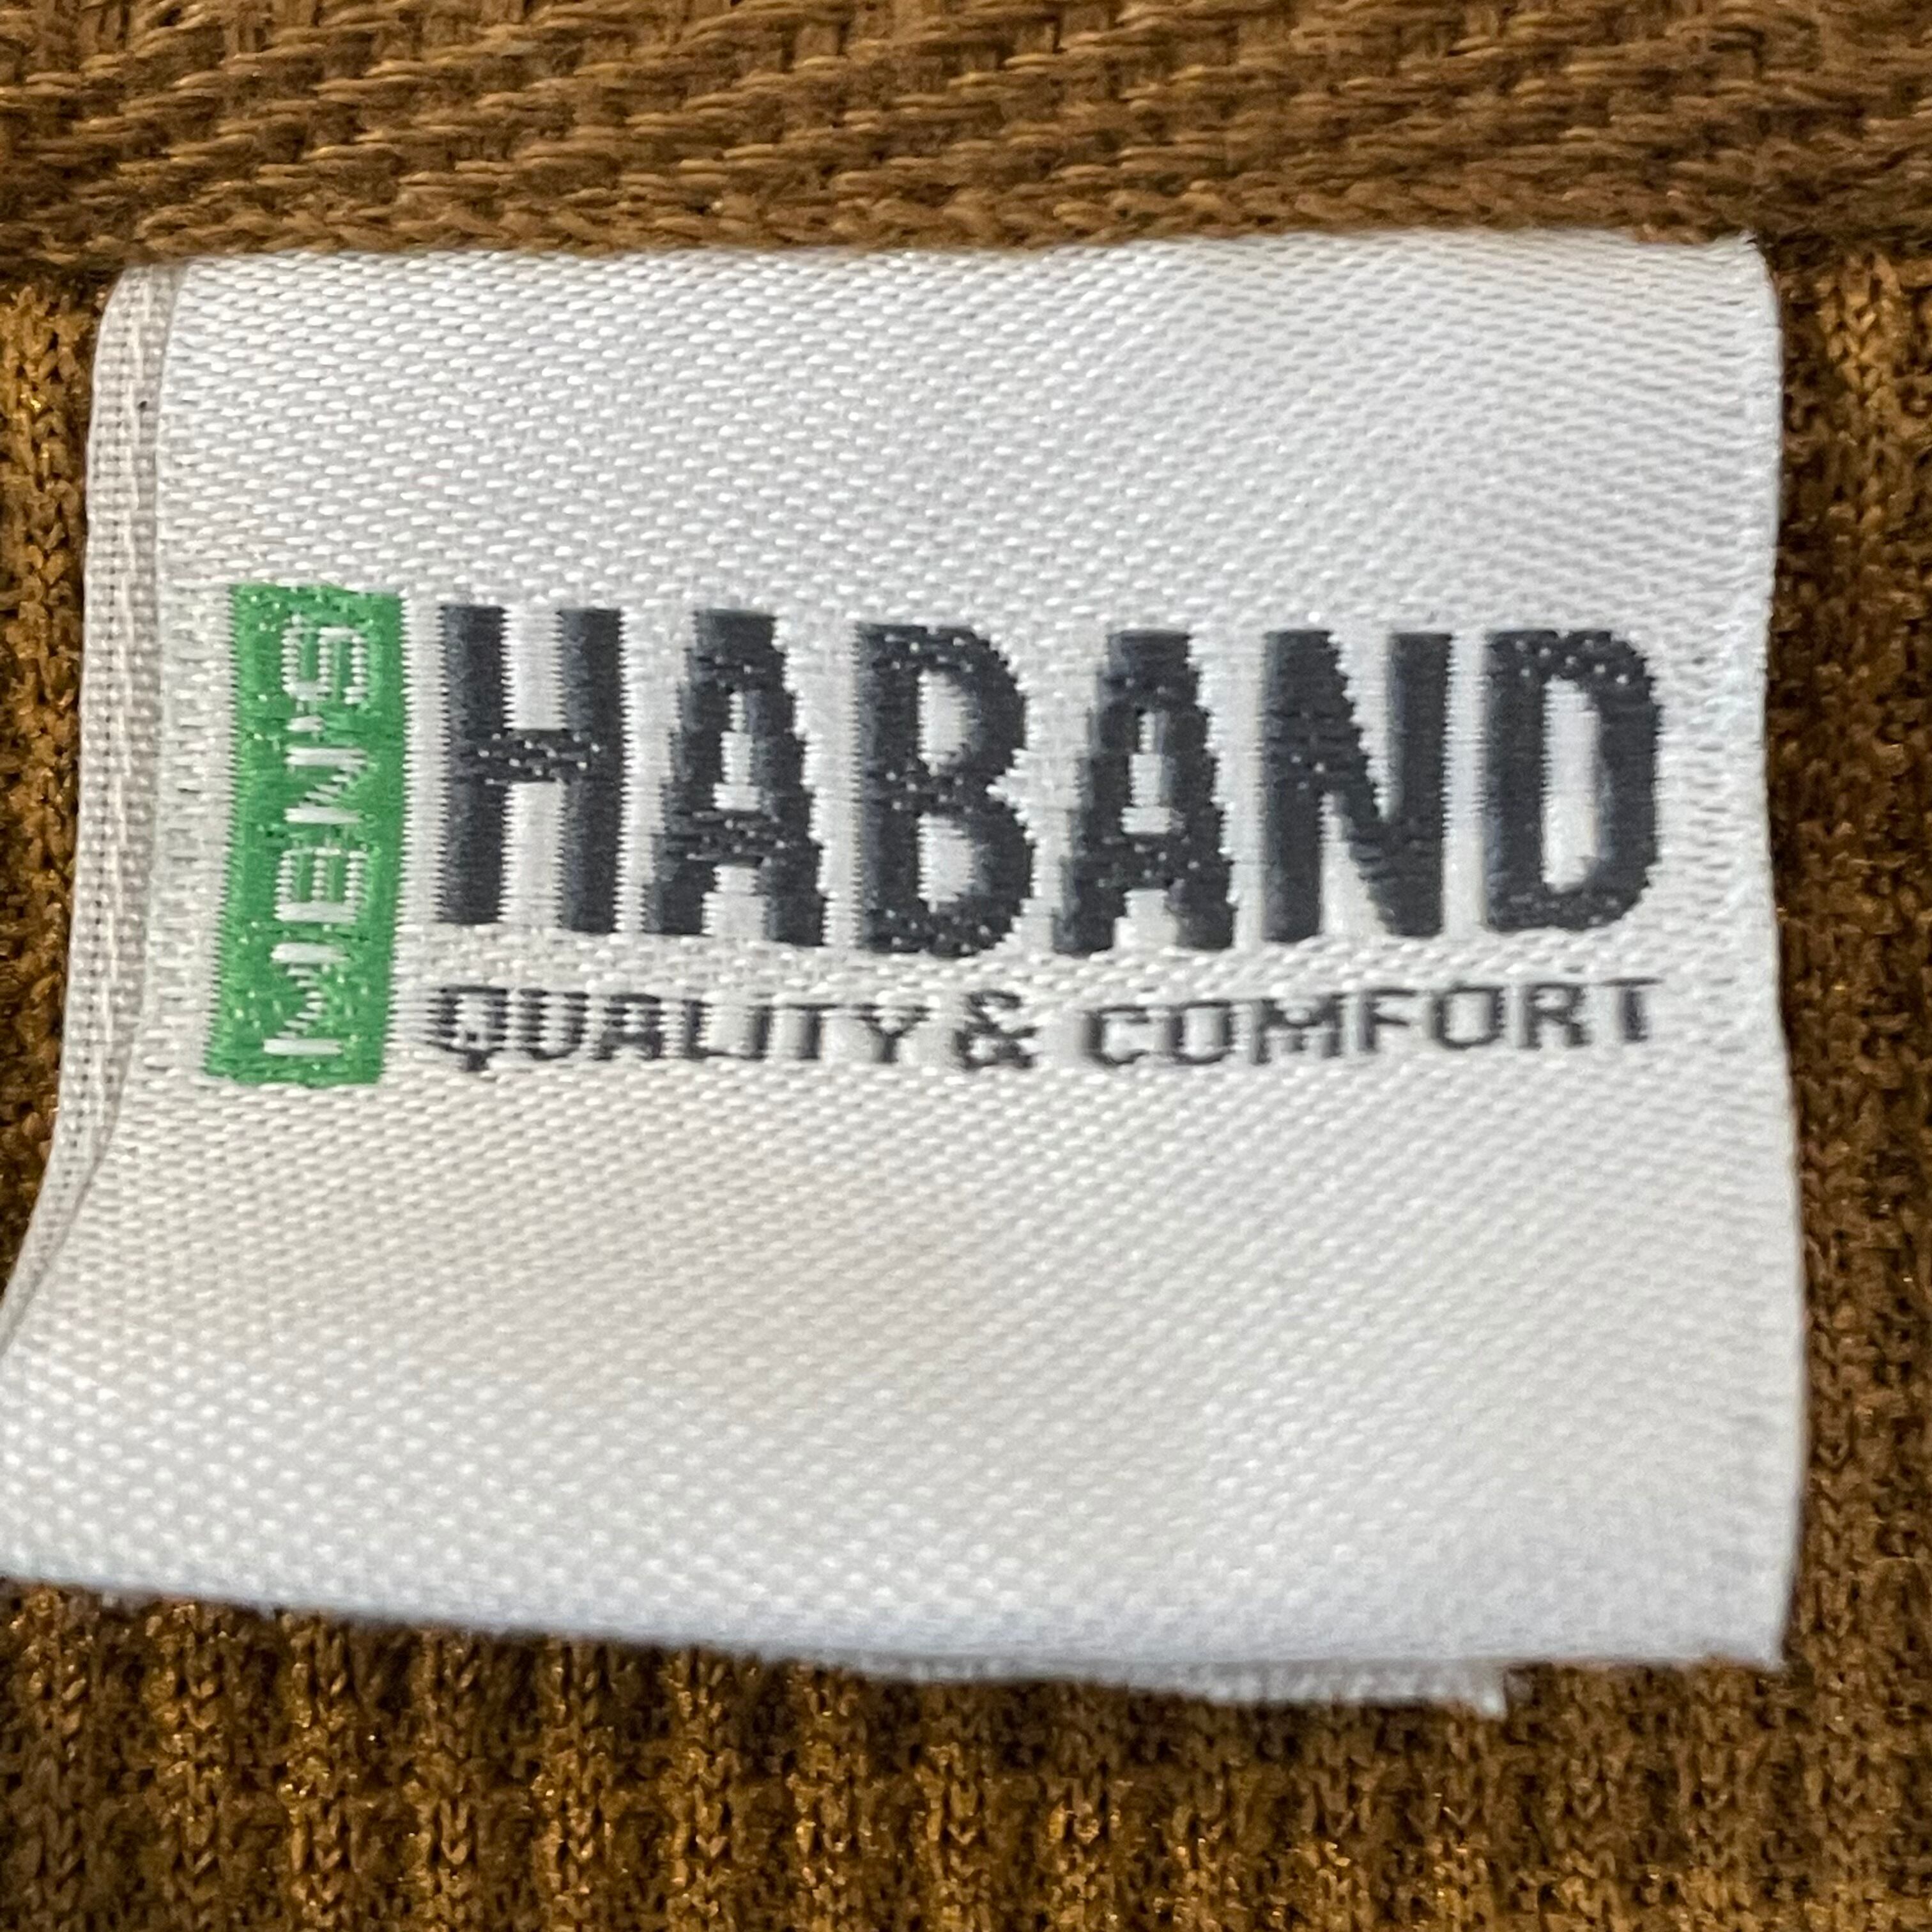 MEN'S
HABAND
QUALITY & COMFORT